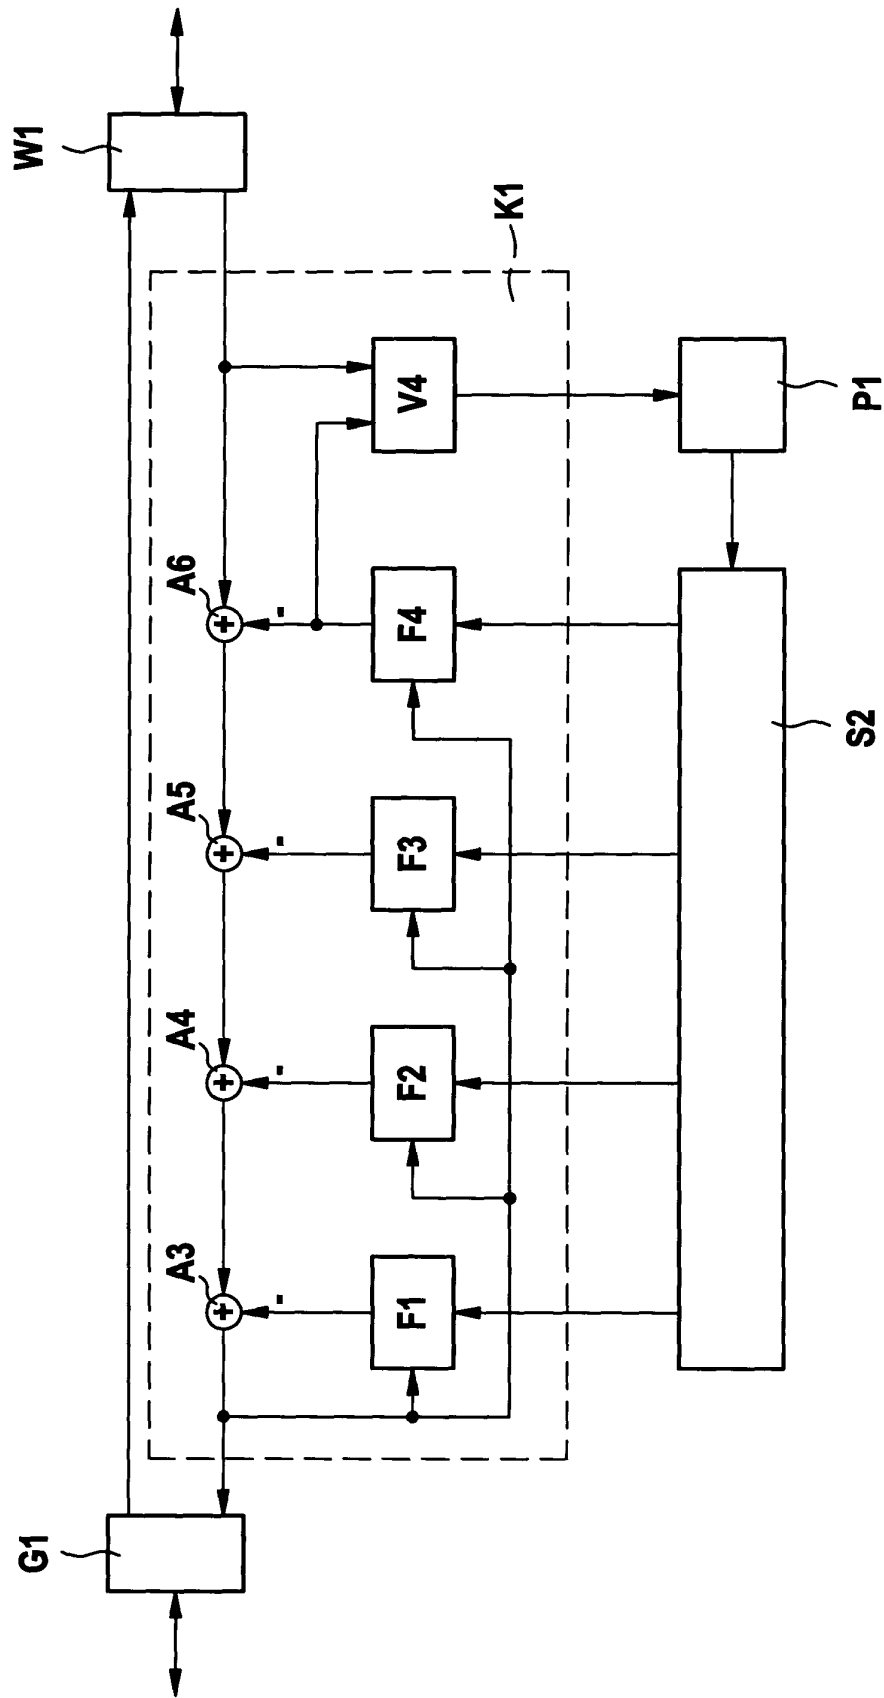 G1
W1
K1
A3
A4
A5
A6
+
+
+
+
-
-
-
-
F1
F2
F3
F4
V4
S2
P1